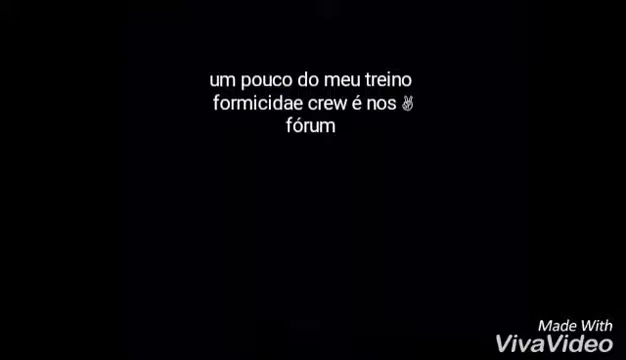 um pouco do meu treino
formicidae crew é nos ✌
fórum
Made With
VivaVideo